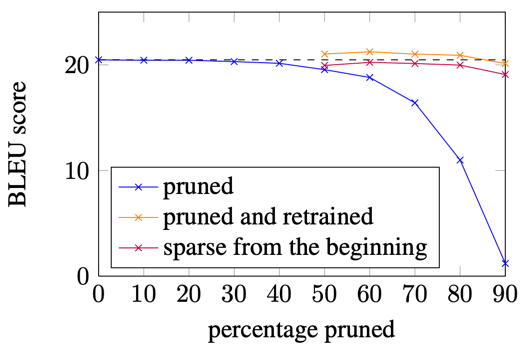 BLEU score
20
10
0
pruned
pruned and retrained
sparse from the beginning
0 10 20 30 40 50 60 70 80 90
percentage pruned